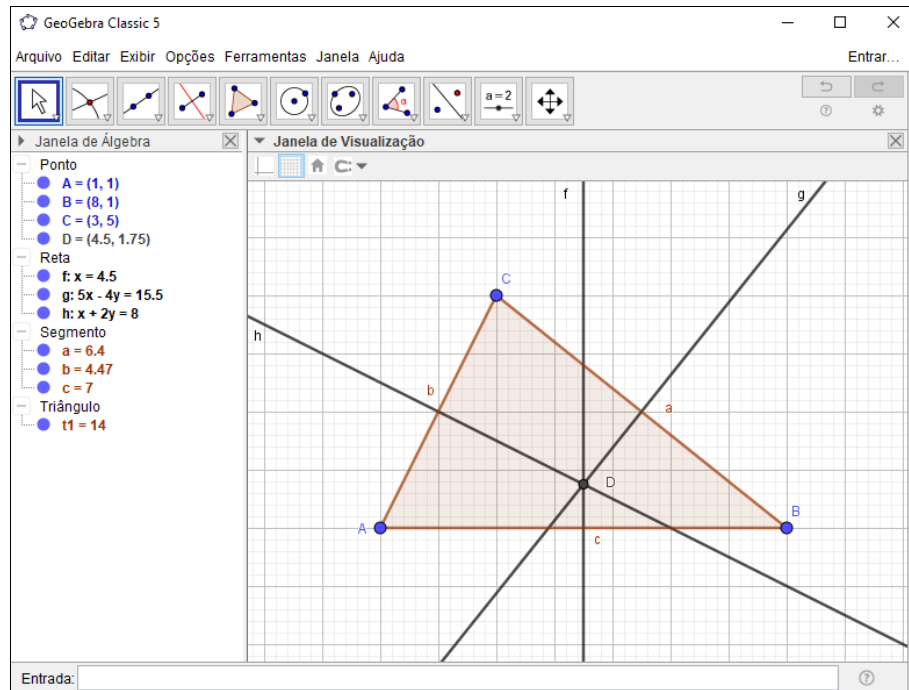 GeoGebra Classic 5
Arquivo Editar Exibir Opções Ferramentas Janela Ajuda Entrar...
α a = 2
Janela de Álgebra
Ponto
A = (1, 1)
B = (8, 1)
C = (3, 5)
D = (4.5, 1.75)
Reta
f: x = 4.5
g: 5x - 4y = 15.5
h: x + 2y = 8
Segmento
a = 6.4
b = 4.47
c = 7
Triângulo
t1 = 14
Janela de Visualização
f
g
C
h
b
a
D
A
B
c
Entrada: